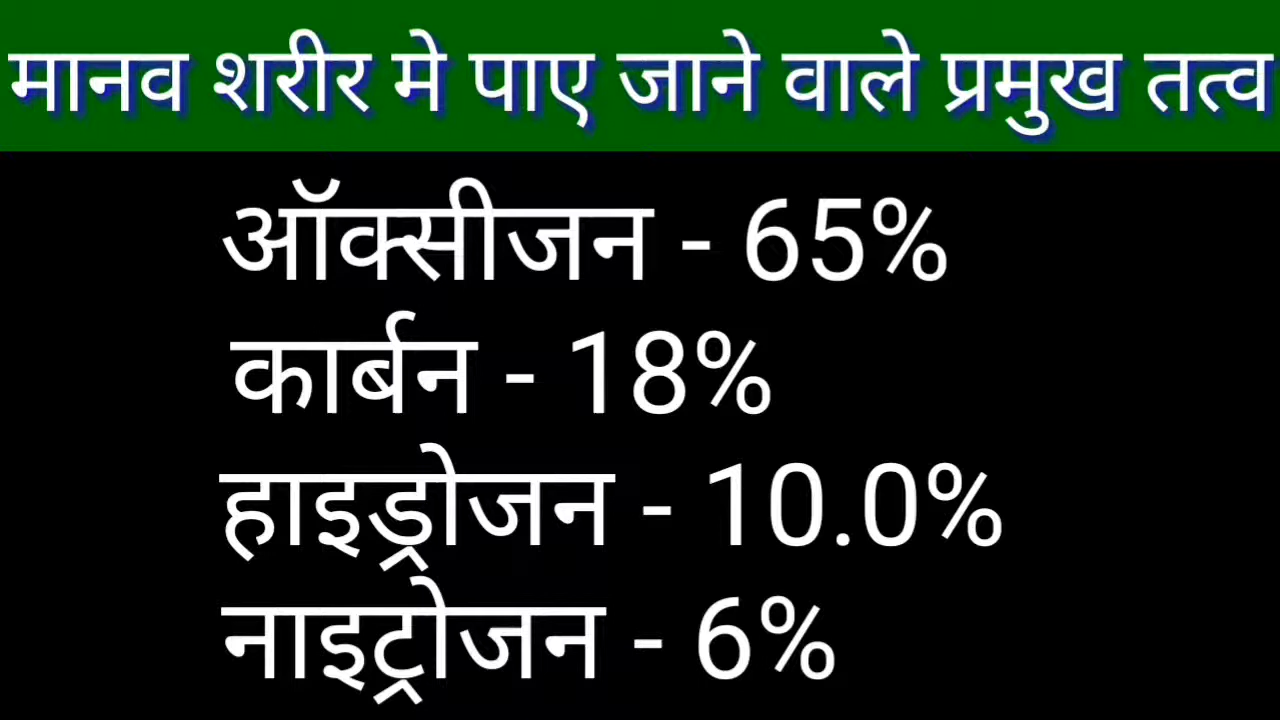 मानव शरीर मे पाए जाने वाले प्रमुख तत्व
ऑक्सीजन - 65%
कार्बन - 18%
हाइड्रोजन - 10.0%
नाइट्रोजन - 6%